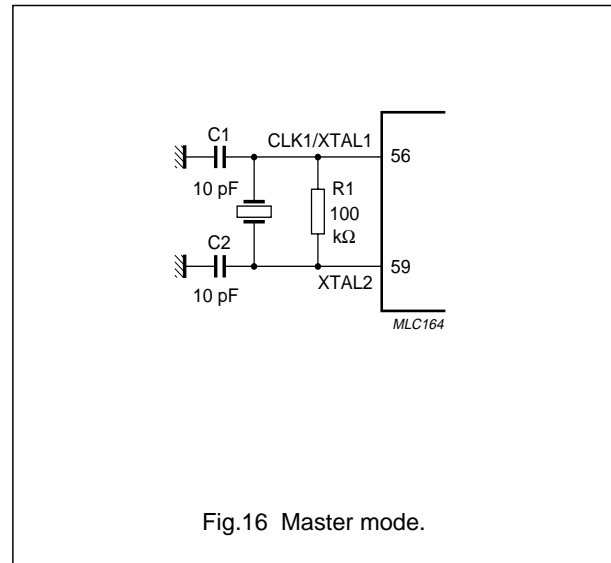 C1
CLK1/XTAL1
56
10 pF
R1
100
kΩ
C2
59
XTAL2
10 pF
MLC164
Fig.16 Master mode.